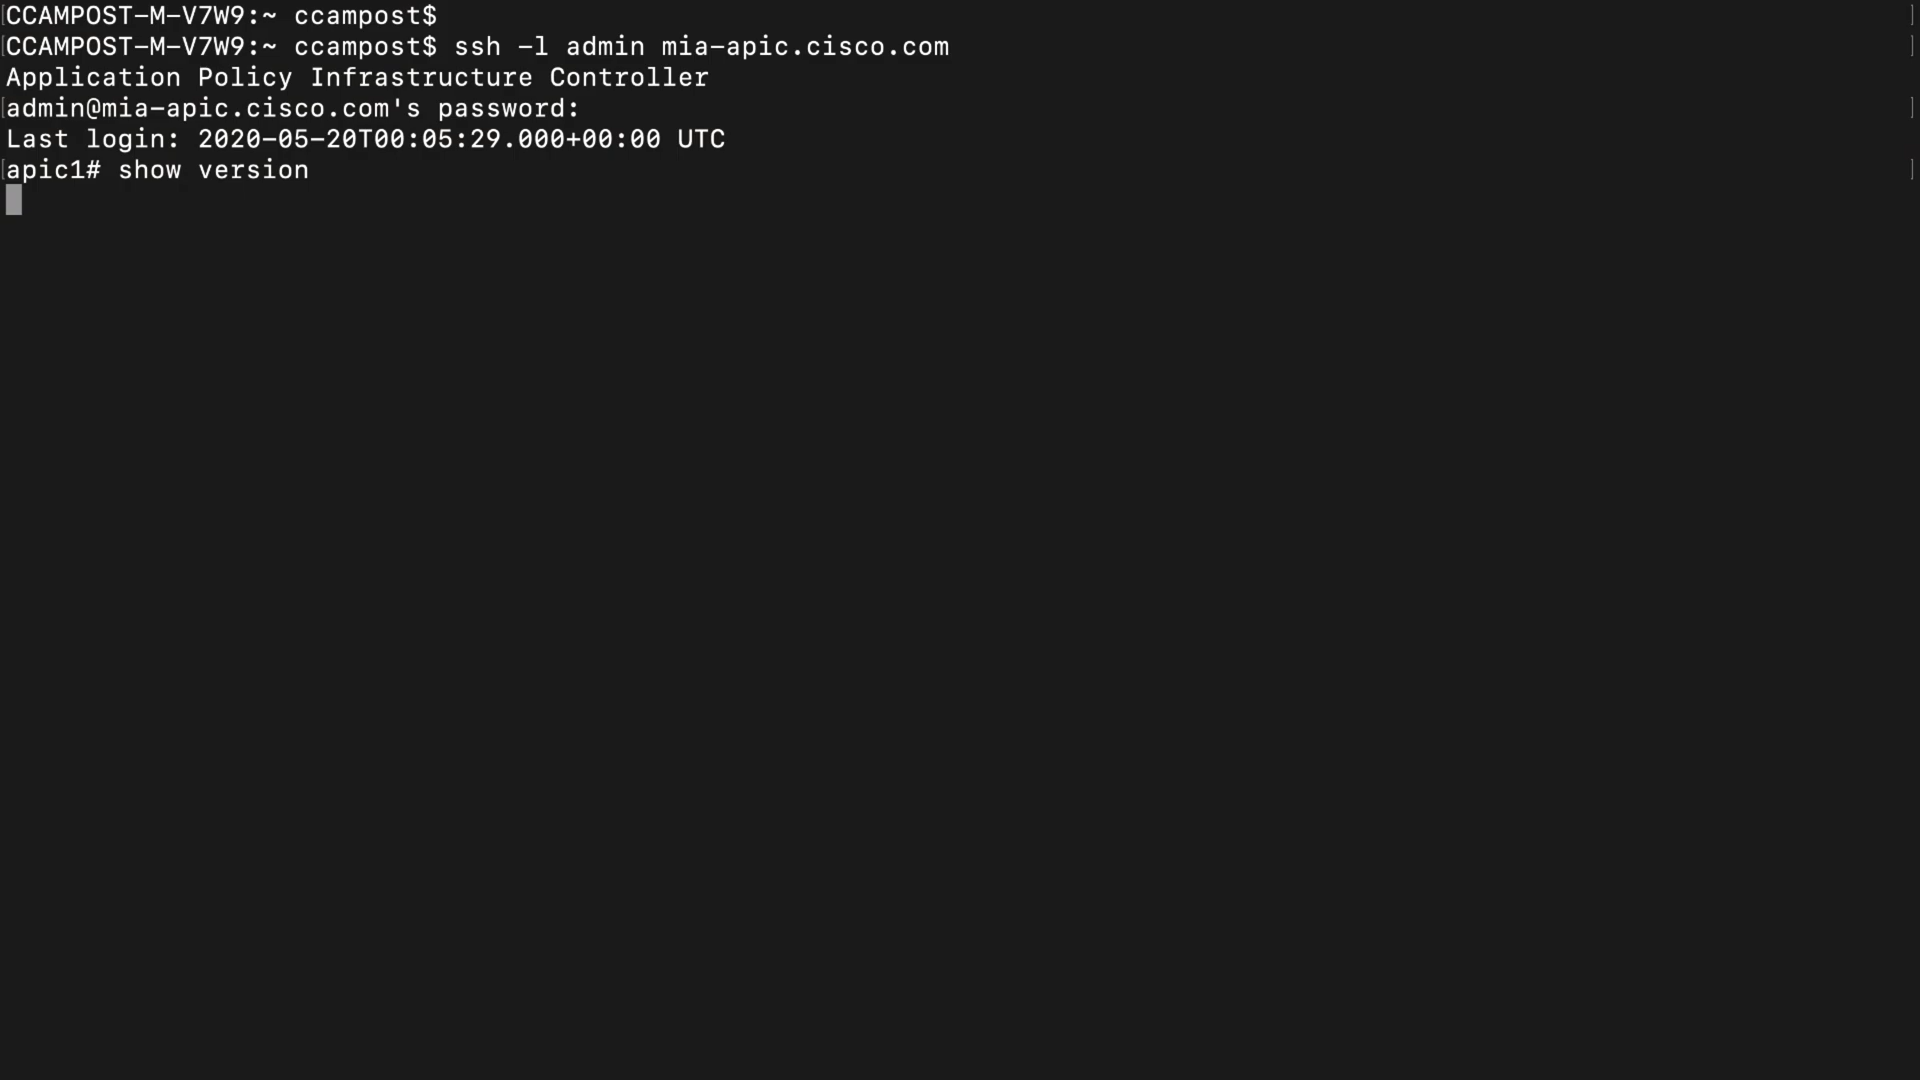 CCAMPOST-M-V7W9:~ ccampost$
CCAMPOST-M-V7W9:~ ccampost$ ssh -l admin mia-apic.cisco.com
Application Policy Infrastructure Controller
admin@mia-apic.cisco.com's password:
Last login: 2020-05-20T00:05:29.000+00:00 UTC
apic1# show version